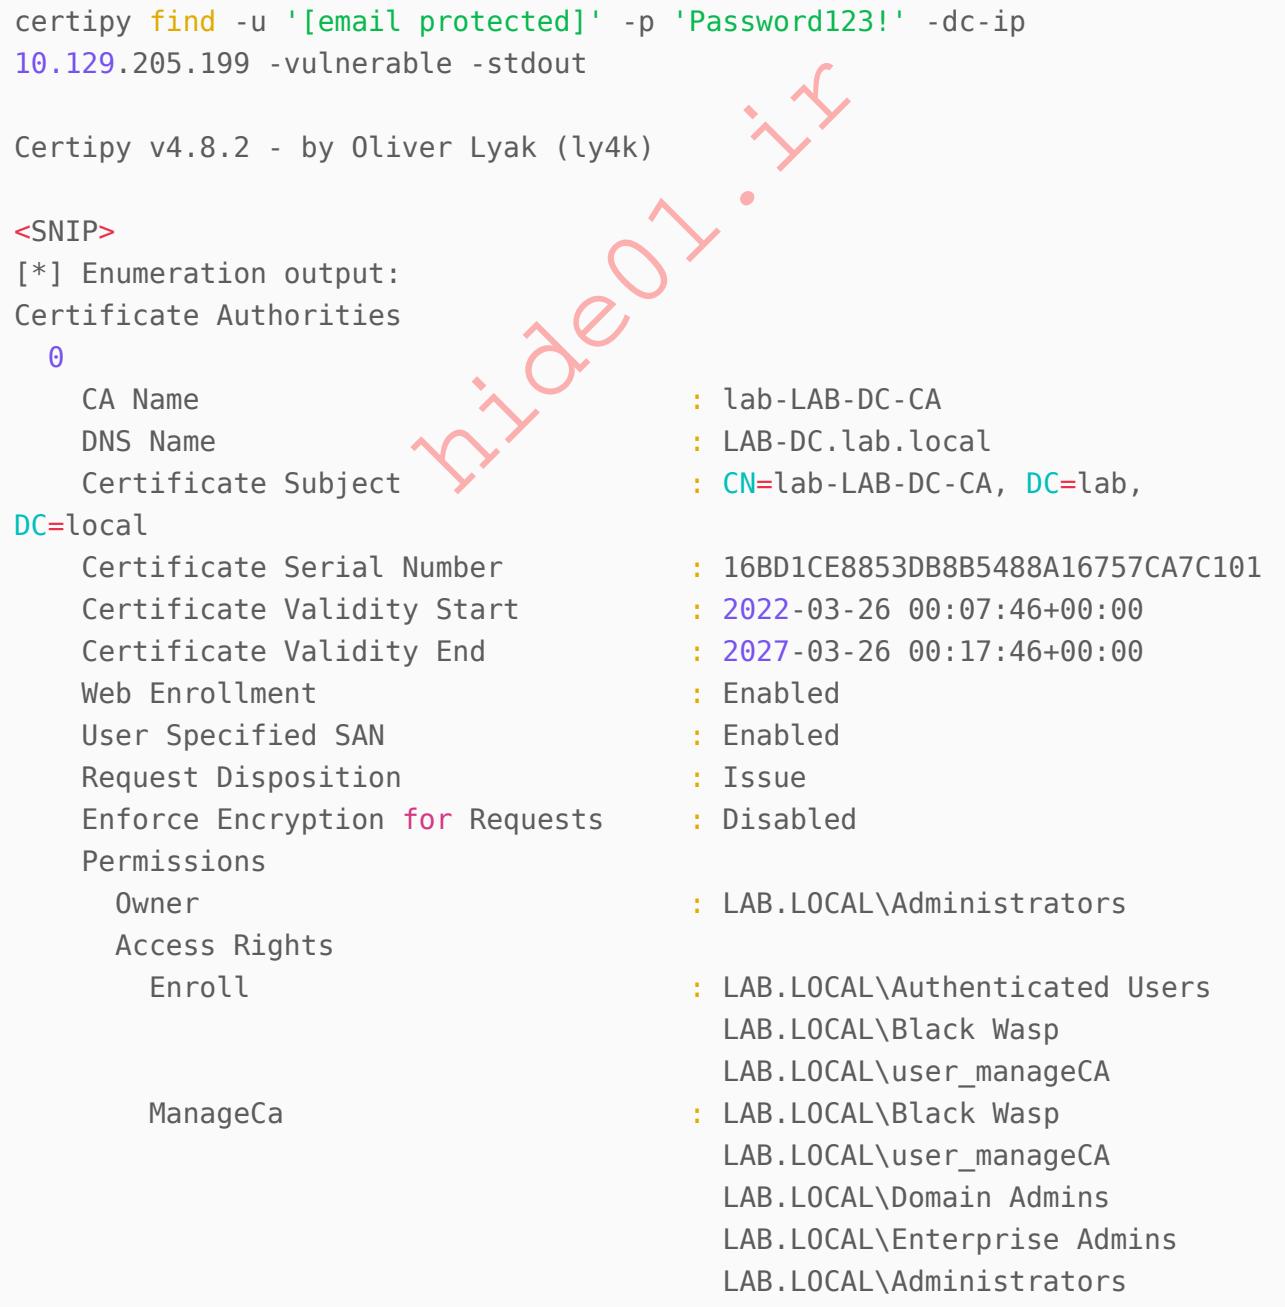 certipy find -u '[email protected]' -p 'Password123!' -dc-ip
10.129.205.199 -vulnerable -stdout
Certipy v4.8.2 - by Oliver Lyak (ly4k)
<SNIP>
[*] Enumeration output:
Certificate Authorities
0
CA Name : lab-LAB-DC-CA
DNS Name : LAB-DC.lab.local
Certificate Subject : CN=lab-LAB-DC-CA, DC=lab,
DC=local
Certificate Serial Number : 16BD1CE8853DB8B5488A16757CA7C101
Certificate Validity Start : 2022-03-26 00:07:46+00:00
Certificate Validity End : 2027-03-26 00:17:46+00:00
Web Enrollment : Enabled
User Specified SAN : Enabled
Request Disposition : Issue
Enforce Encryption for Requests : Disabled
Permissions
Owner : LAB.LOCAL\Administrators
Access Rights
Enroll : LAB.LOCAL\Authenticated Users
LAB.LOCAL\Black Wasp
LAB.LOCAL\user_manageCA
ManageCa : LAB.LOCAL\Black Wasp
LAB.LOCAL\user_manageCA
LAB.LOCAL\Domain Admins
LAB.LOCAL\Enterprise Admins
LAB.LOCAL\Administrators
hide01.ir